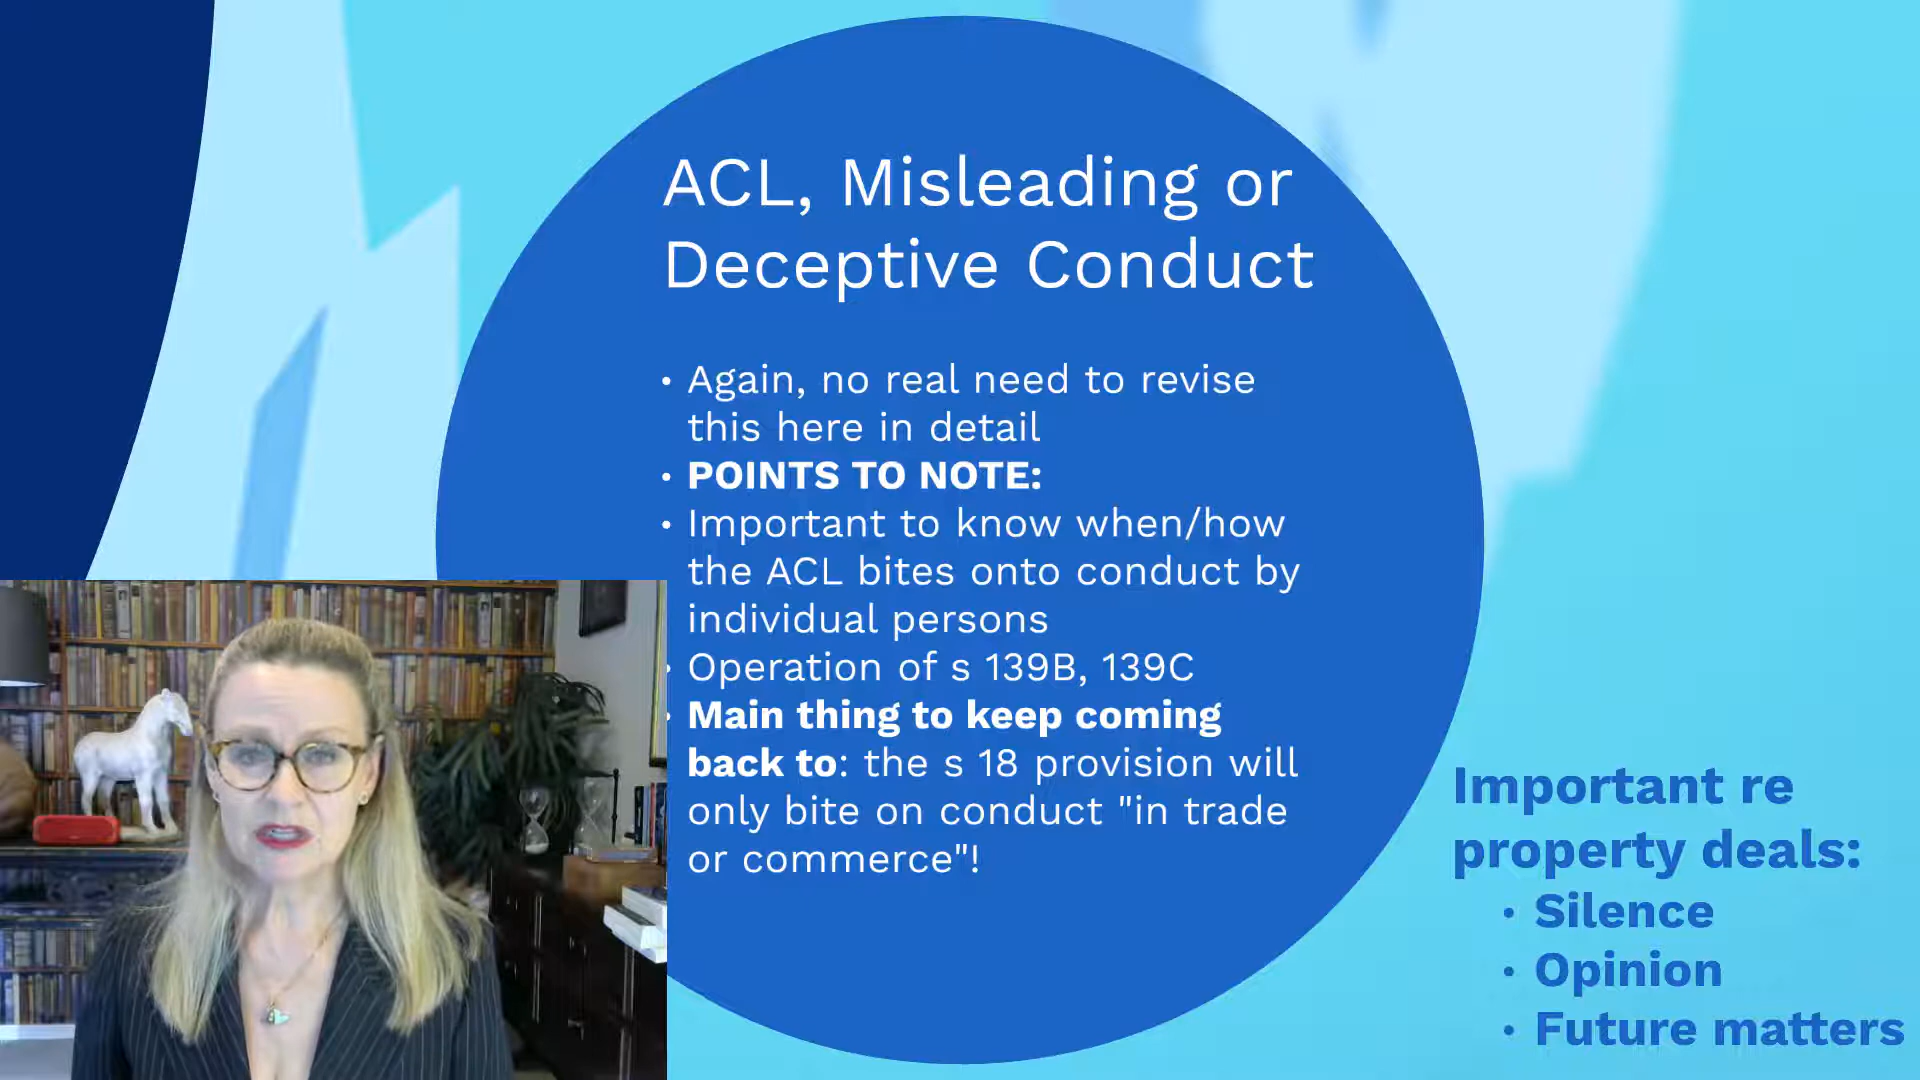 ACL, Misleading or
Deceptive Conduct
• Again, no real need to revise
this here in detail
• POINTS TO NOTE:
• Important to know when/how
the ACL bites onto conduct by
individual persons
• Operation of s 139B, 139C
• Main thing to keep coming
back to: the s 18 provision will
only bite on conduct "in trade
or commerce"!
Important re
property deals:
• Silence
• Opinion
• Future matters